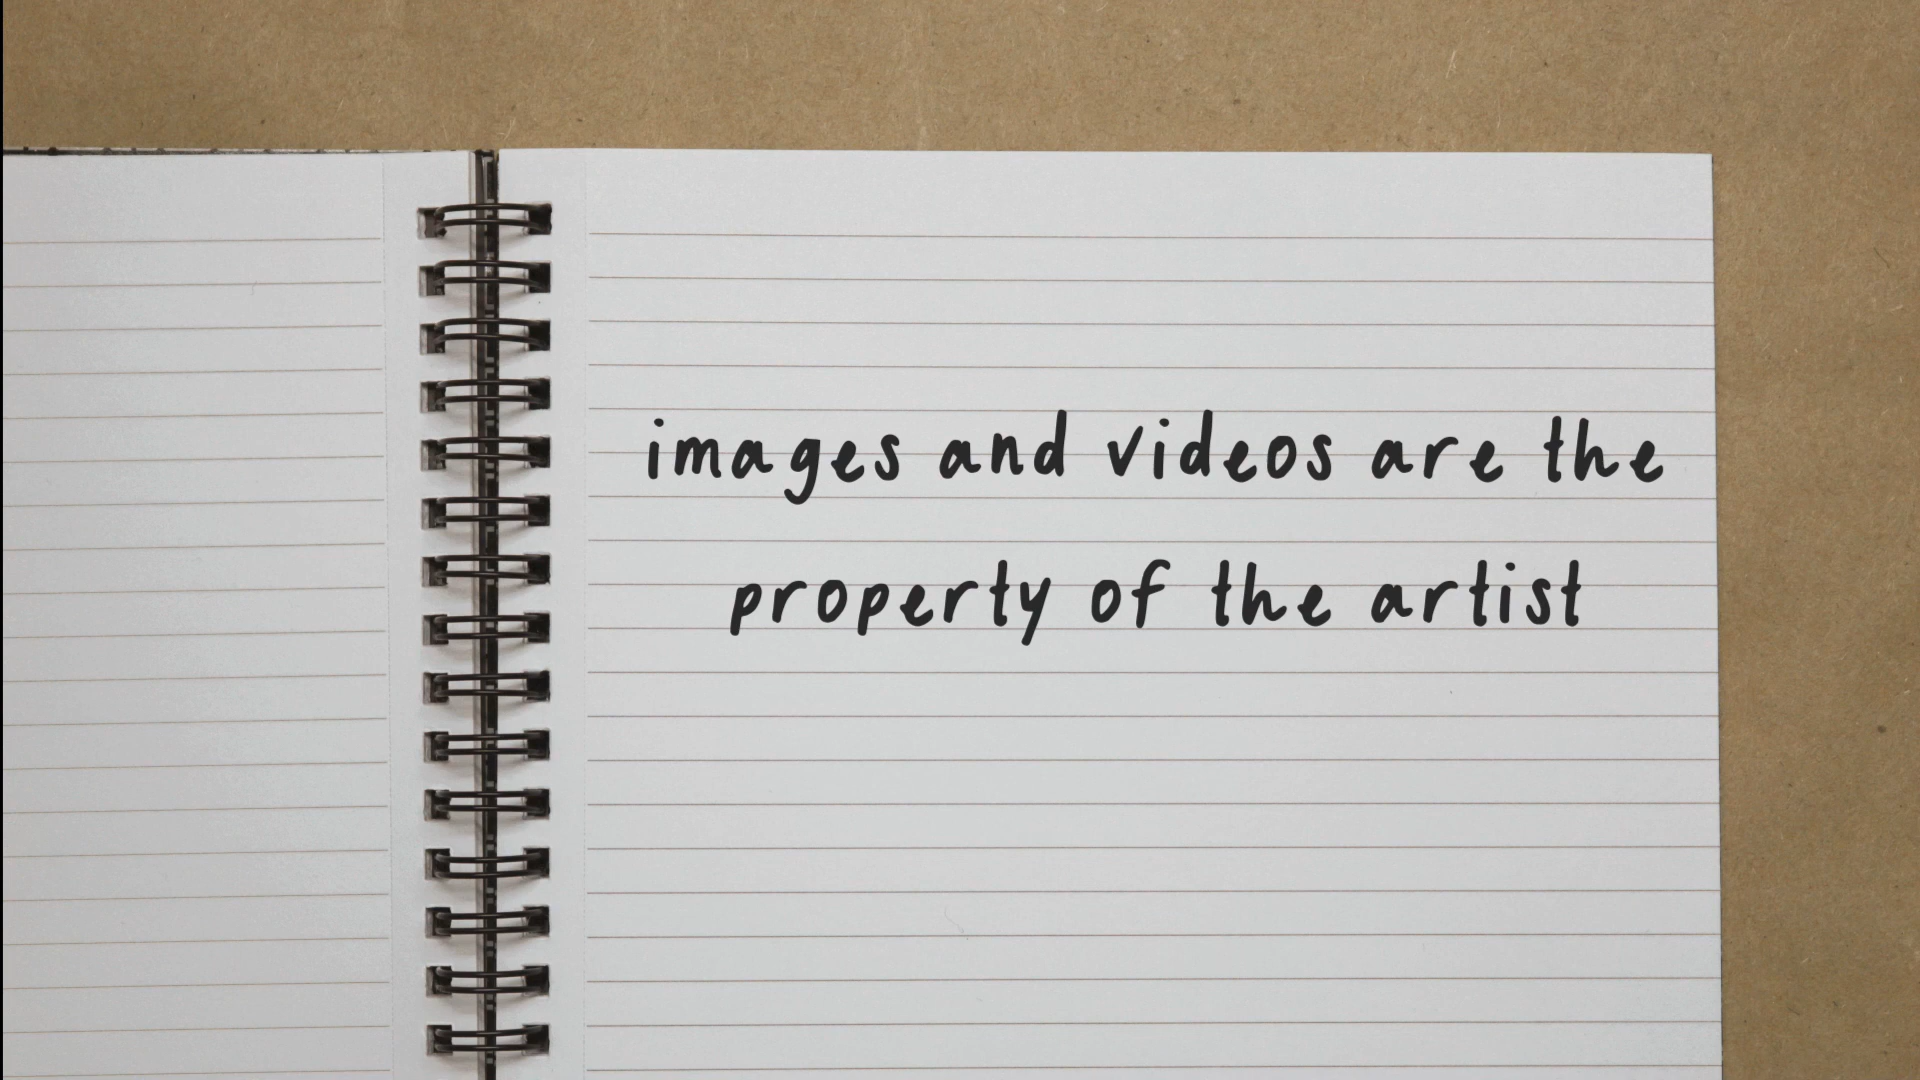 images and videos are the
property of the artist